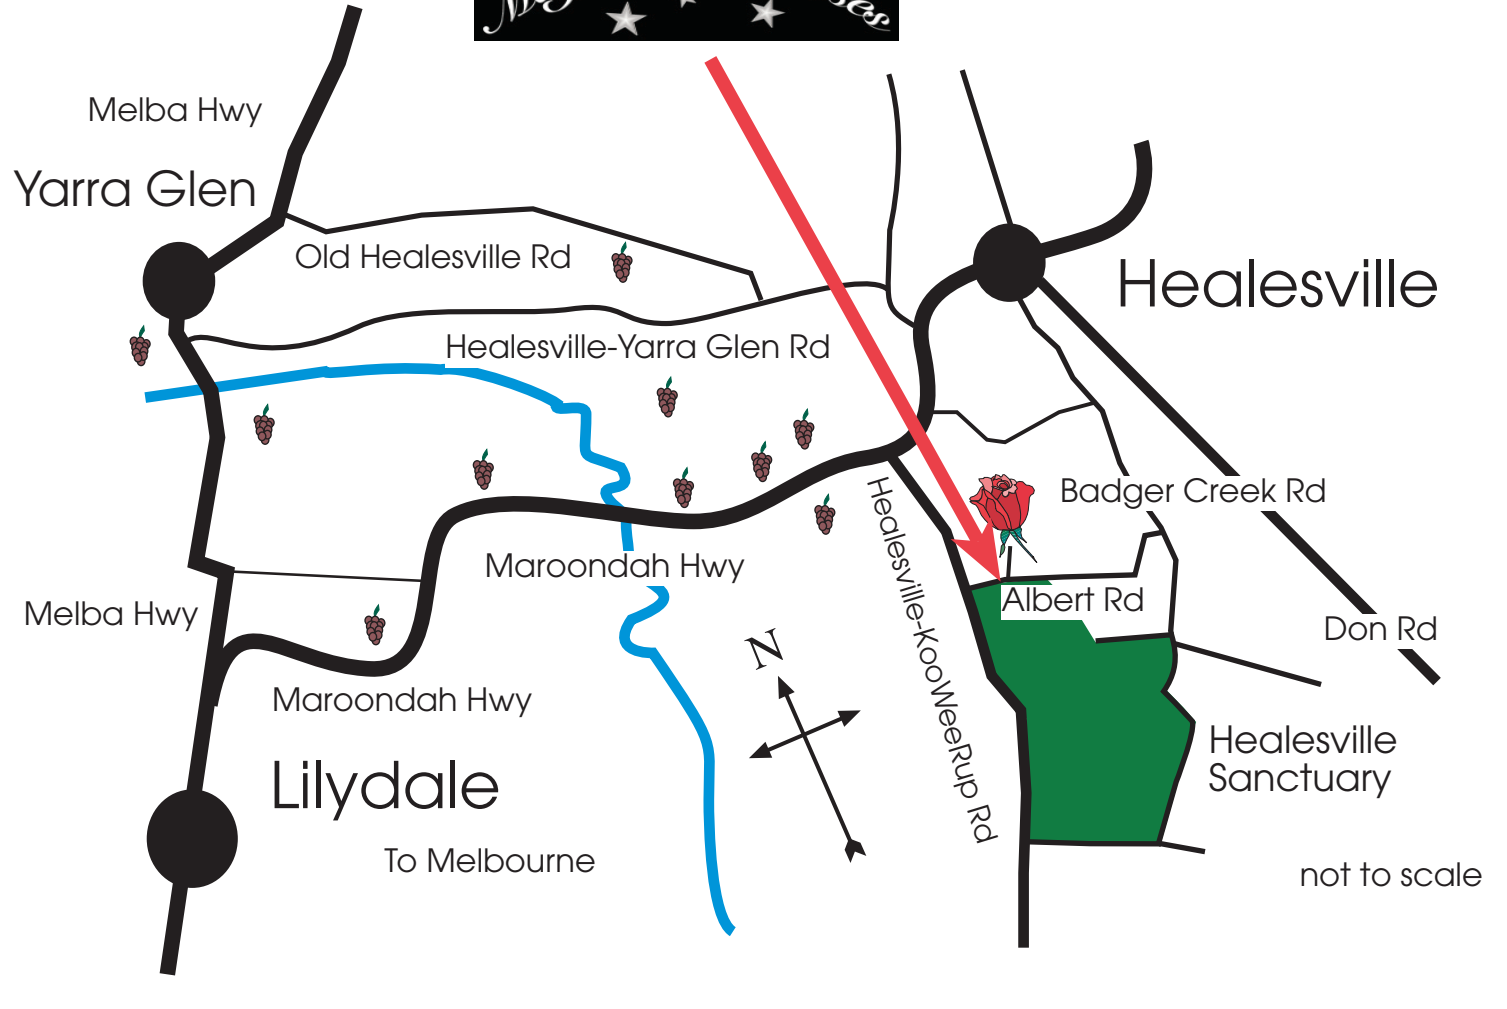 Melba Hwy
Yarra Glen
Old Healesville Rd
Healesville
Healesville-Yarra Glen Rd
Badger Creek Rd
Maroondah Hwy
Healesville-KooWeeRup Rd
Albert Rd
Melba Hwy
Don Rd
N
Maroondah Hwy
Healesville
Sanctuary
Lilydale
To Melbourne
not to scale